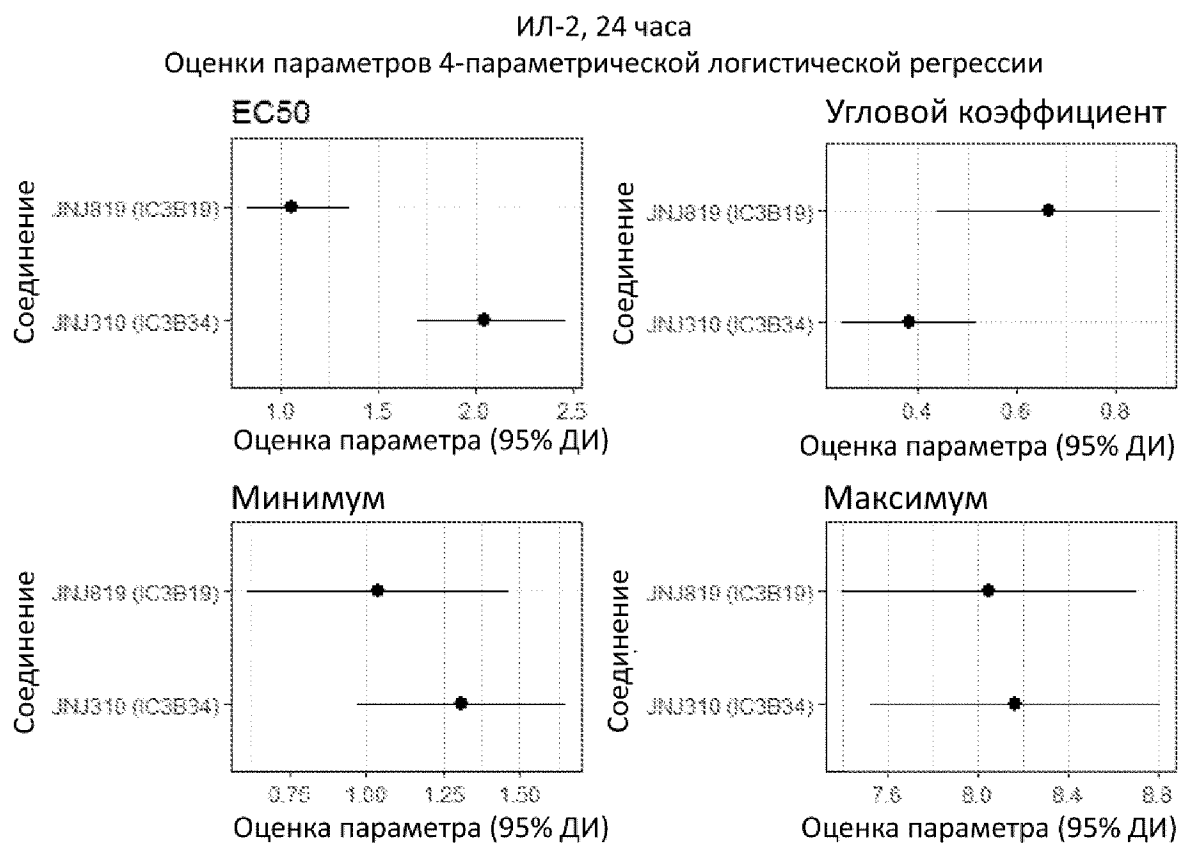 ИЛ-2, 24 часа
Оценки параметров 4-параметрической логистической регрессии
EC50
Соединение
JNJ819 (IC3B19)
JNJ310 (IC3B34)
1.0 1.5 2.0 2.5
Оценка параметра (95% ДИ)
Угловой коэффициент
Соединение
JNJ819 (IC3B19)
JNJ310 (IC3B34)
0.4 0.6 0.8
Оценка параметра (95% ДИ)
Минимум
Соединение
JNJ819 (IC3B19)
JNJ310 (IC3B34)
0.75 1.00 1.25 1.50
Оценка параметра (95% ДИ)
Максимум
Соединение
JNJ819 (IC3B19)
JNJ310 (IC3B34)
7.6 8.0 8.4 8.8
Оценка параметра (95% ДИ)